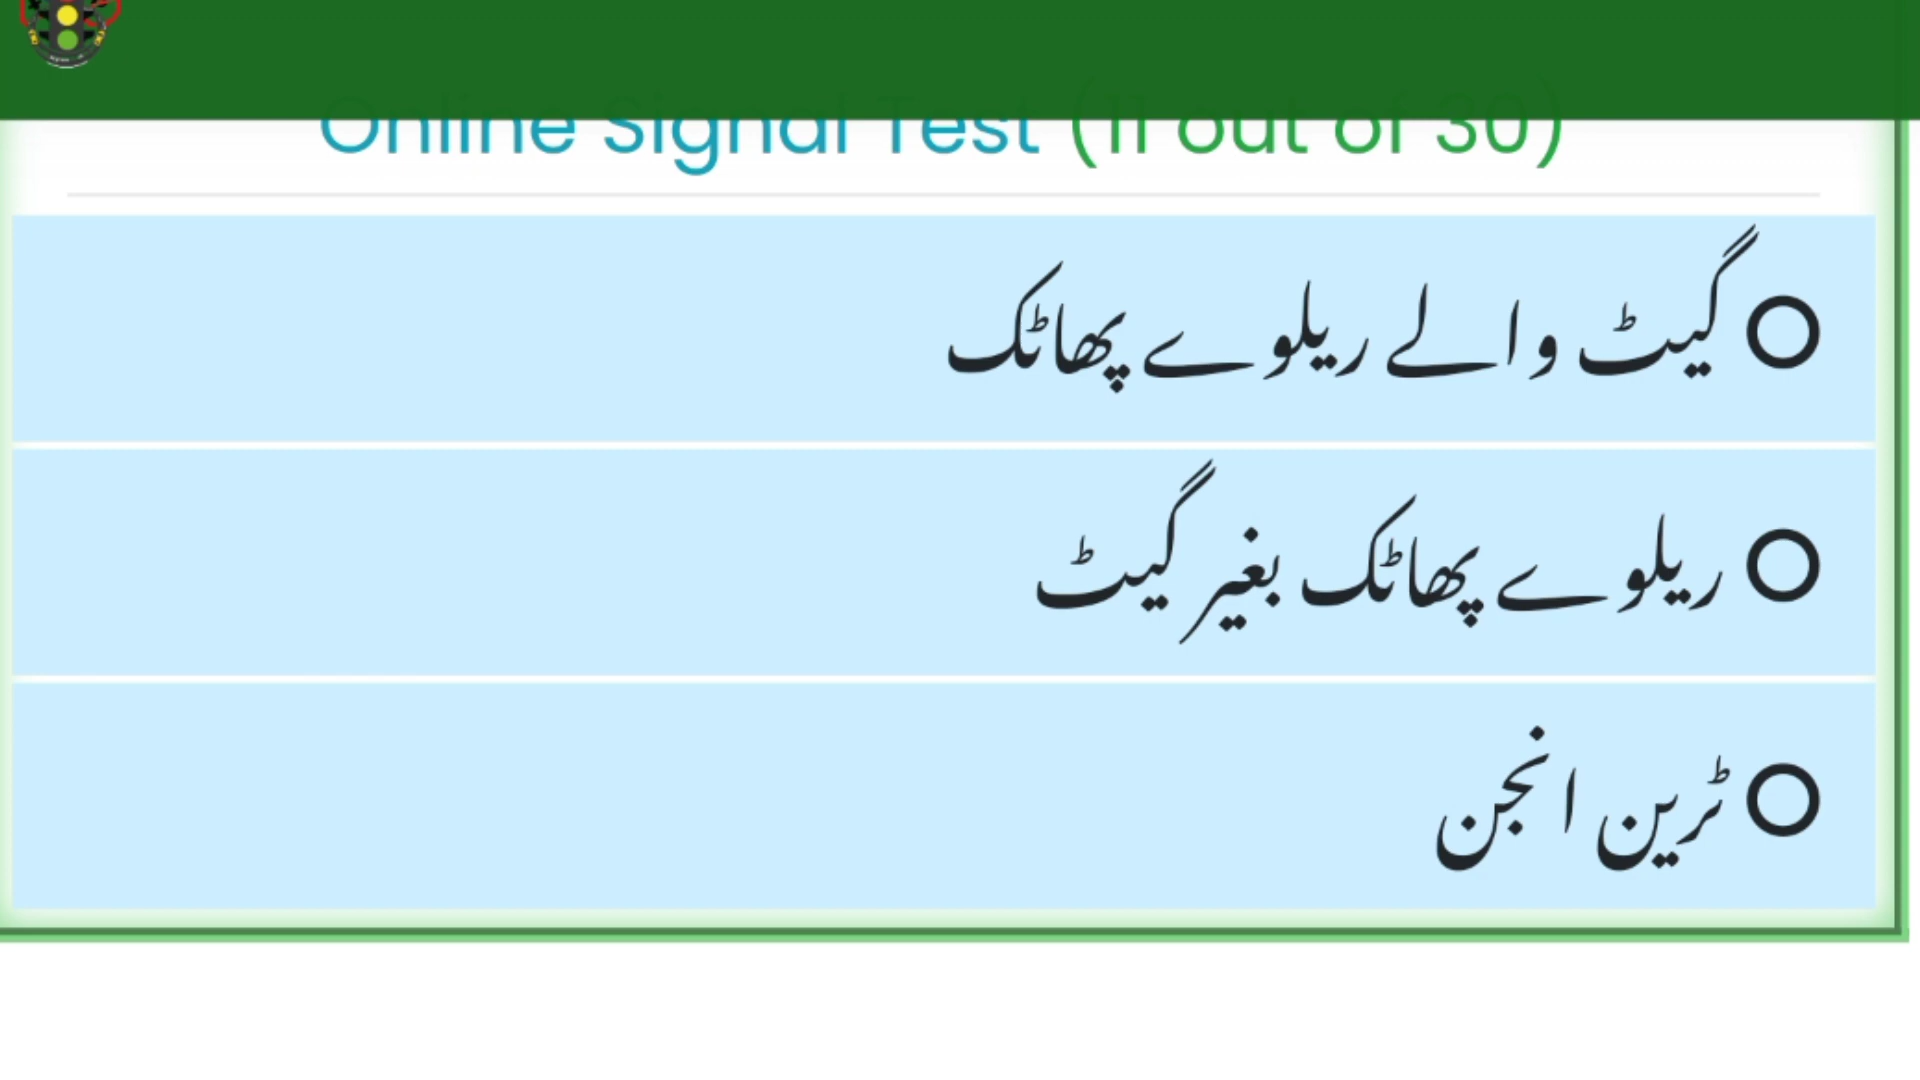 Online Signal Test (11 out of 30)
گیٹ والے ریلوے پھاٹک
ریلوے پھاٹک بغیر گیٹ
ٹرین انجن